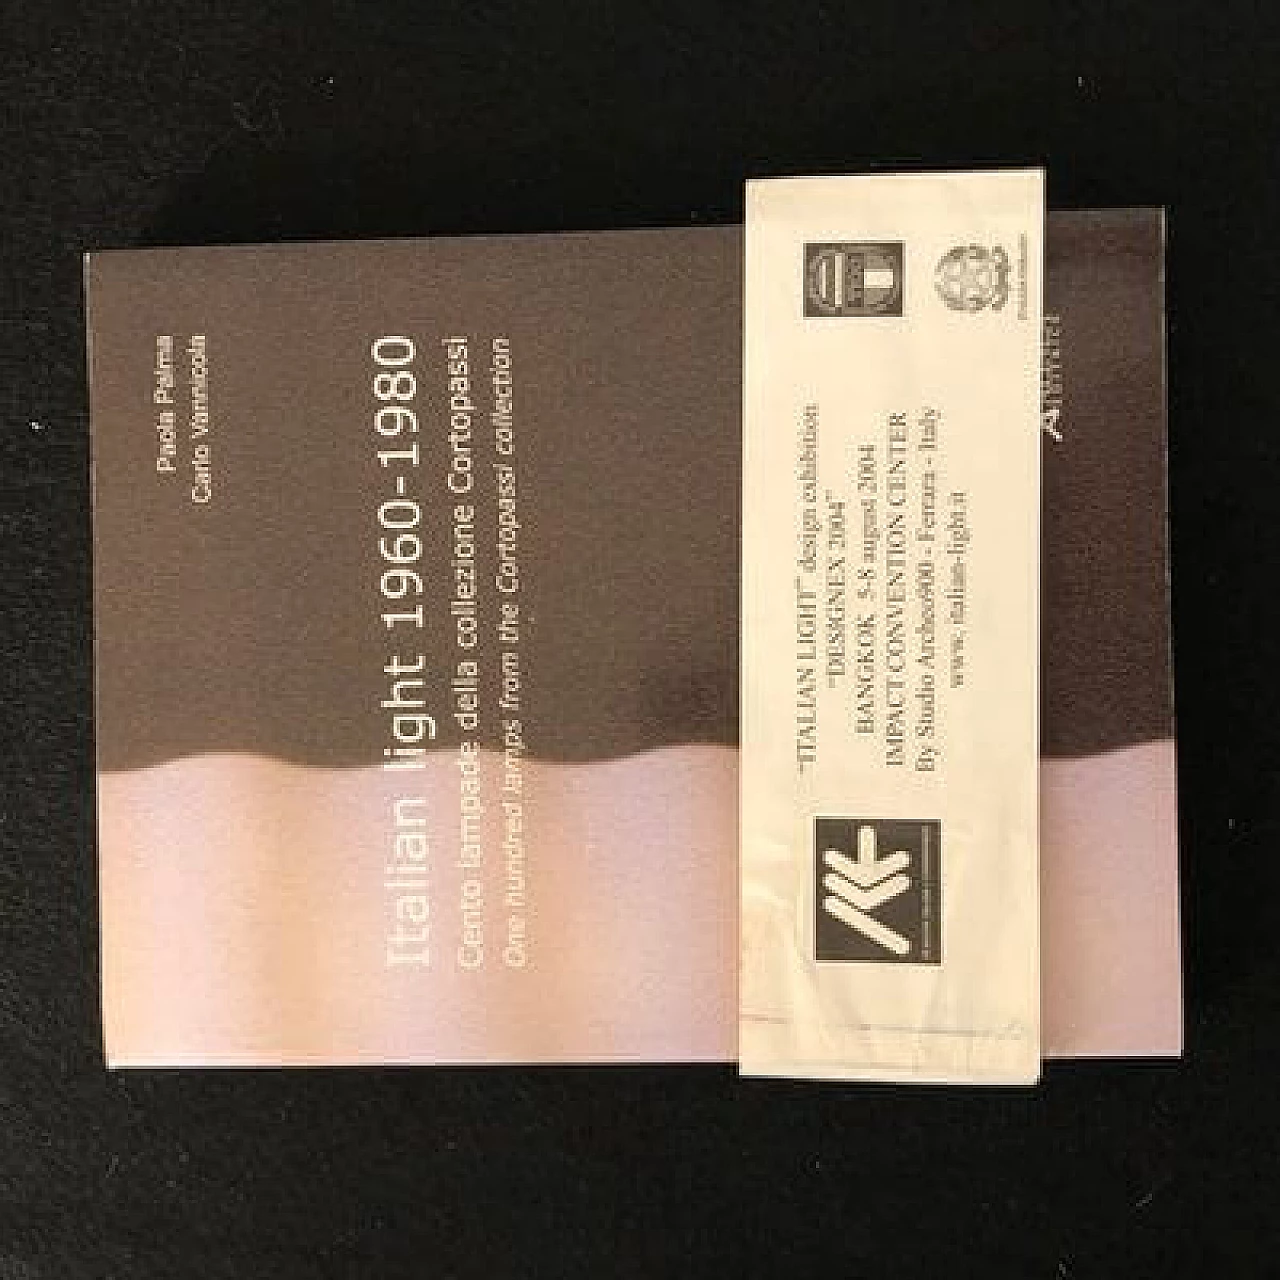 Paola Palma
Carlo Vannicola
Italian light 1960-1980
Cento lampade della collezione Cortopassi
One hundred lamps from the Cortopassi collection
"ITALIAN LIGHT" design exhibition
"DESIGNEX 2004"
BANGKOK 5-8 august 2004
IMPACT CONVENTION CENTER
By Studio Archeo900 - Ferrara - Italy
www. italian-light.it